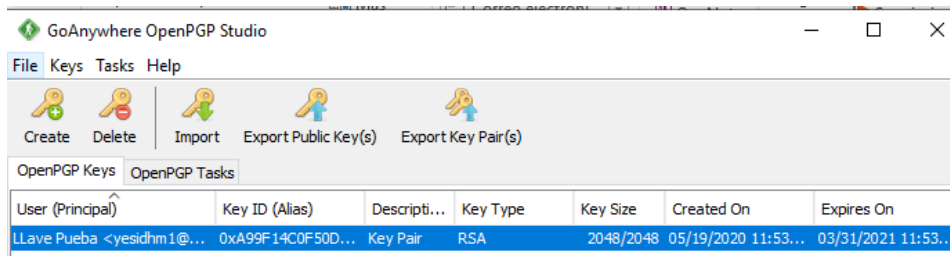 GoAnywhere OpenPGP Studio
File Keys Tasks Help
Create Delete Import Export Public Key(s) Export Key Pair(s)
OpenPGP Keys OpenPGP Tasks
User (Principal) Key ID (Alias) Descripti... Key Type Key Size Created On Expires On
LLave Pueba <yesidhm1@... 0xA99F14C0F50D... Key Pair RSA 2048/2048 05/19/2020 11:53... 03/31/2021 11:53..